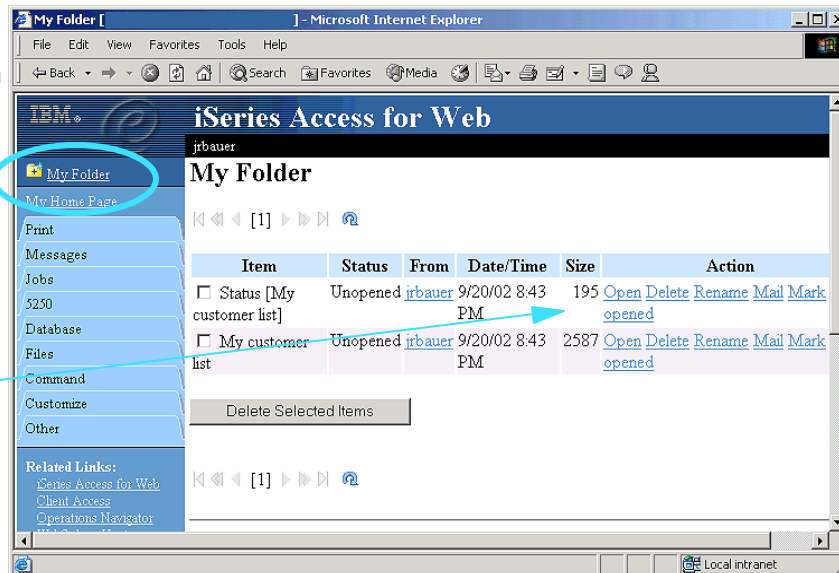 My Folder [ ] - Microsoft Internet Explorer
File Edit View Favorites Tools Help
Back Search Favorites Media
IBM
iSeries Access for Web
jrbauer
My Folder
My Home Page
Print
Messages
Jobs
5250
Database
Files
Command
Customize
Other
Related Links:
iSeries Access for Web
Client Access
Operations Navigator
My Folder
[1]
Item Status From Date/Time Size Action
Status [My customer list] Unopened jrbauer 9/20/02 8:43 PM 195 Open Delete Rename Mail Mark opened
My customer list Unopened jrbauer 9/20/02 8:43 PM 2587 Open Delete Rename Mail Mark opened
Delete Selected Items
[1]
Local intranet